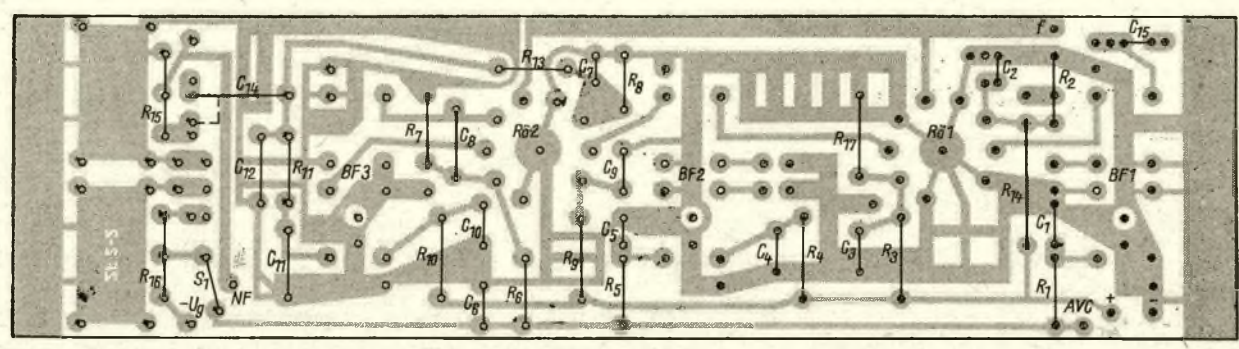 f
C15
R13
C7
R8
C2
R2
C14
R15
R7
C8
Rö2
R17
Rö1
C12
R11
BF3
C9
BF2
R14
BF1
C10
C5
C1
R10
R9
C4
R4
C3
R3
C11
R16
S1
-Ug
NF
C6
R6
R5
R1
AVC
+
-